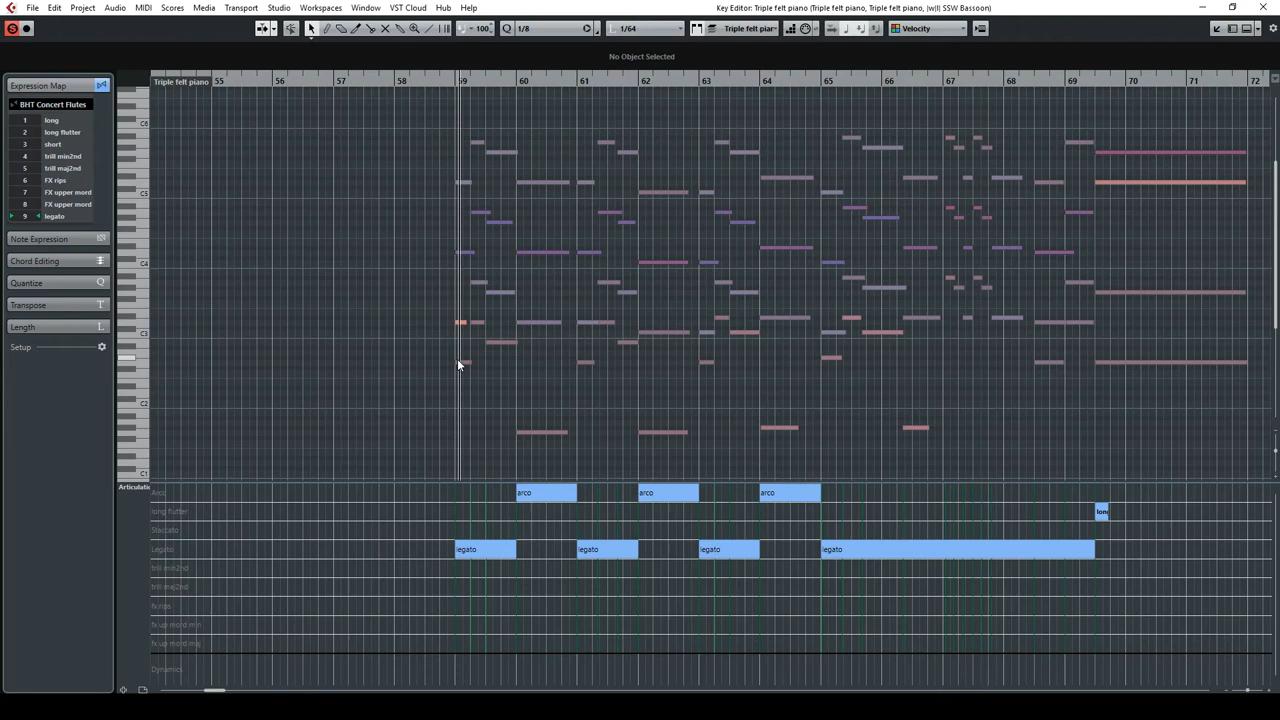 Key Editor: Triple felt piano (Triple felt piano, Triple felt piano, |w|l| SSW Bassoon)
File Edit Project Audio MIDI Scores Media Transport Studio Workspaces Window VST Cloud Hub Help
S 100 Q 1/8 L 1/64 Triple felt piano Velocity
No Object Selected
Expression Map
Triple felt piano 55 56 57 58 59 60 61 62 63 64 65 66 67 68 69 70 71 72
BHT Concert Flutes
1 long
2 long flutter
3 short
4 trill min2nd
5 trill maj2nd
6 FX rips
7 FX upper mord
8 FX upper mord
9 legato
Note Expression
Chord Editing
Quantize Q
Transpose T
Length L
Setup
C6
C5
C4
C3
C2
C1
Articulatio
Arco arco arco arco
long flutter lon
Staccato
Legato legato legato legato legato
trill min2nd
trill maj2nd
fx rips
fx up mord min
fx up mord maj
Dynamics